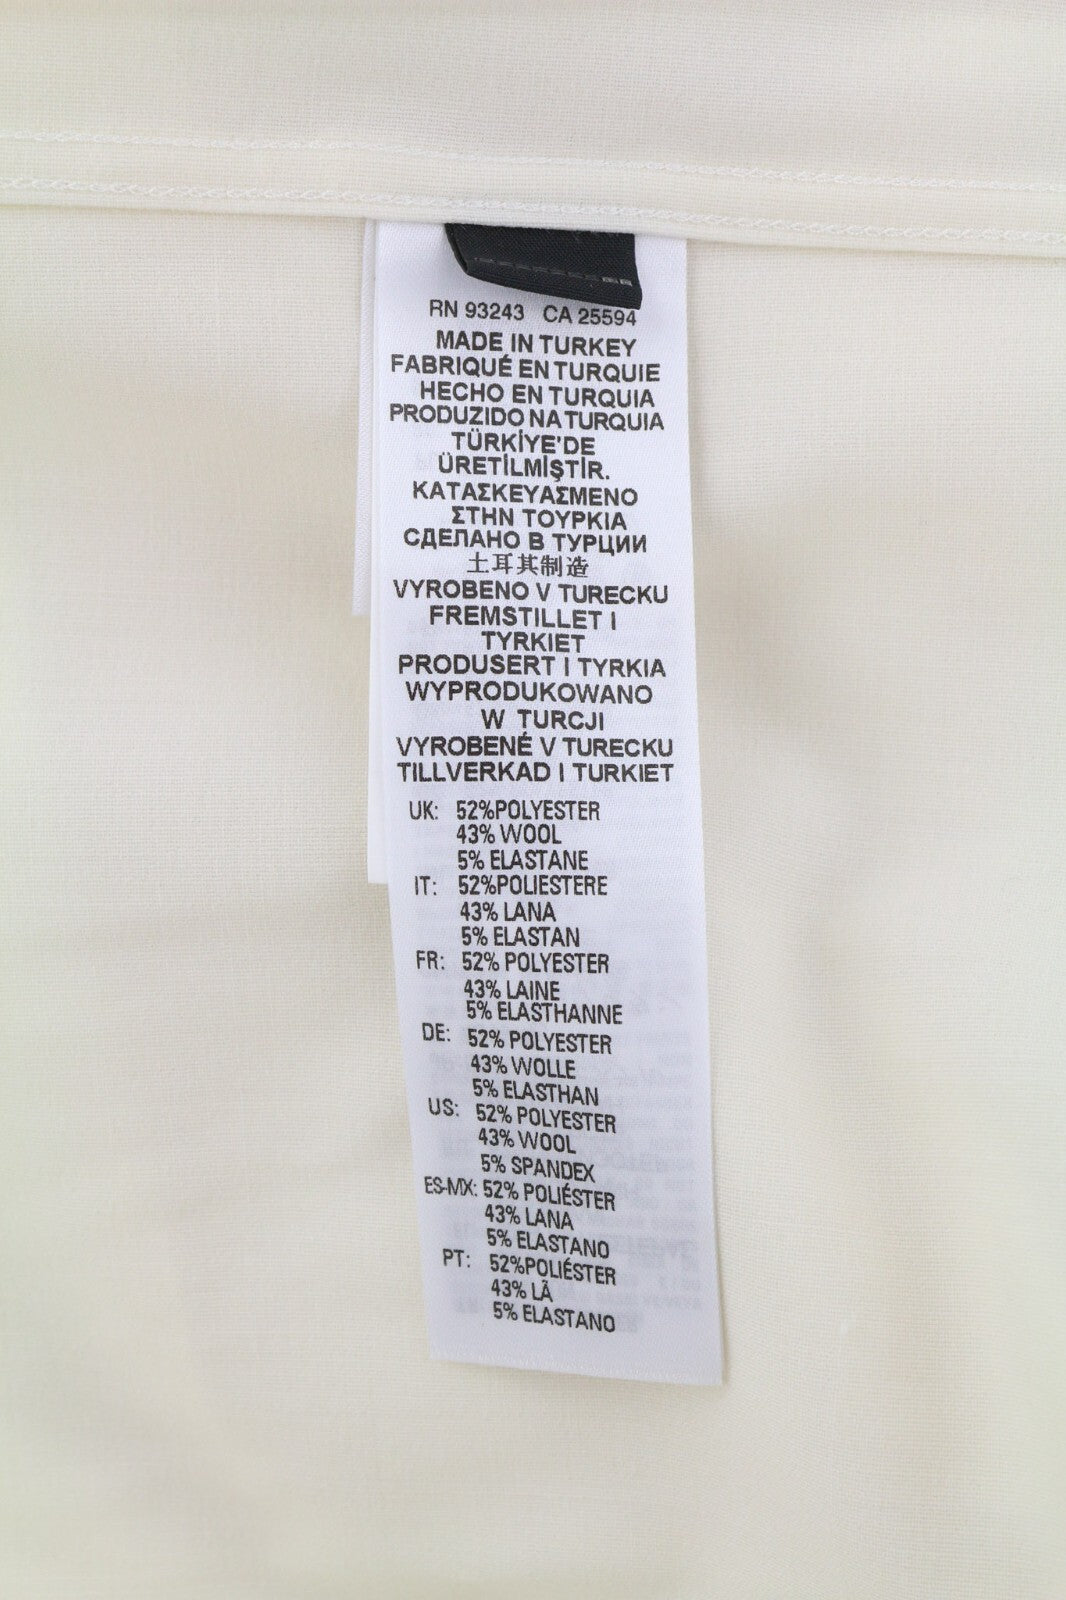 RN 93243 CA 25594
MADE IN TURKEY
FABRIQUÉ EN TURQUIE
HECHO EN TURQUIA
PRODUZIDO NA TURQUIA
TÜRKİYE'DE
ÜRETİLMİŞTİR.
ΚΑΤΑΣΚΕΥΑΣΜΕΝΟ
ΣΤΗΝ ΤΟΥΡΚΙΑ
СДЕЛАНО В ТУРЦИИ
土耳其制造
VYROBENO V TURECKU
FREMSTILLET I
TYRKIET
PRODUSERT I TYRKIA
WYPRODUKOWANO
W TURCJI
VYROBENÉ V TURECKU
TILLVERKAD I TURKIET
UK: 52%POLYESTER
43% WOOL
5% ELASTANE
IT: 52%POLIESTERE
43% LANA
5% ELASTAN
FR: 52% POLYESTER
43% LAINE
5% ELASTHANNE
DE: 52% POLYESTER
43% WOLLE
5% ELASTHAN
US: 52% POLYESTER
43% WOOL
5% SPANDEX
ES-MX: 52% POLIÉSTER
43% LANA
5% ELASTANO
PT: 52%POLIÉSTER
43% LÃ
5% ELASTANO